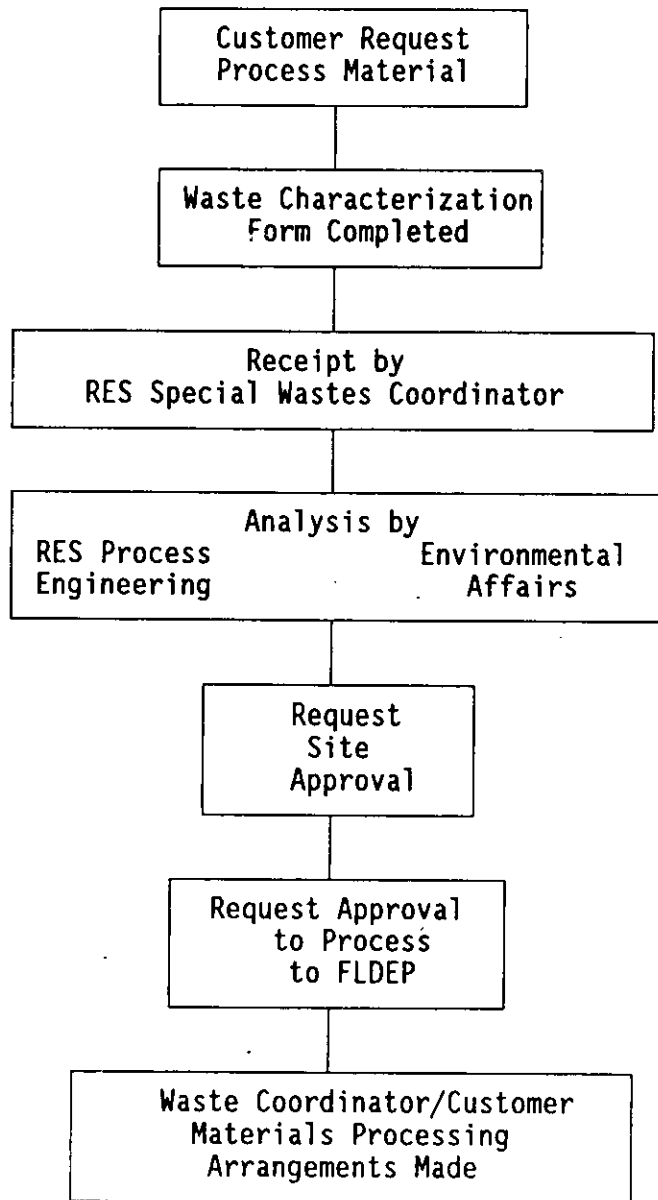 Customer Request
Process Material
Waste Characterization
Form Completed
Receipt by
RES Special Wastes Coordinator
Analysis by
RES Process Environmental
Engineering Affairs
Request
Site
Approval
Request Approval
to Process
to FLDEP
Waste Coordinator/Customer
Materials Processing
Arrangements Made